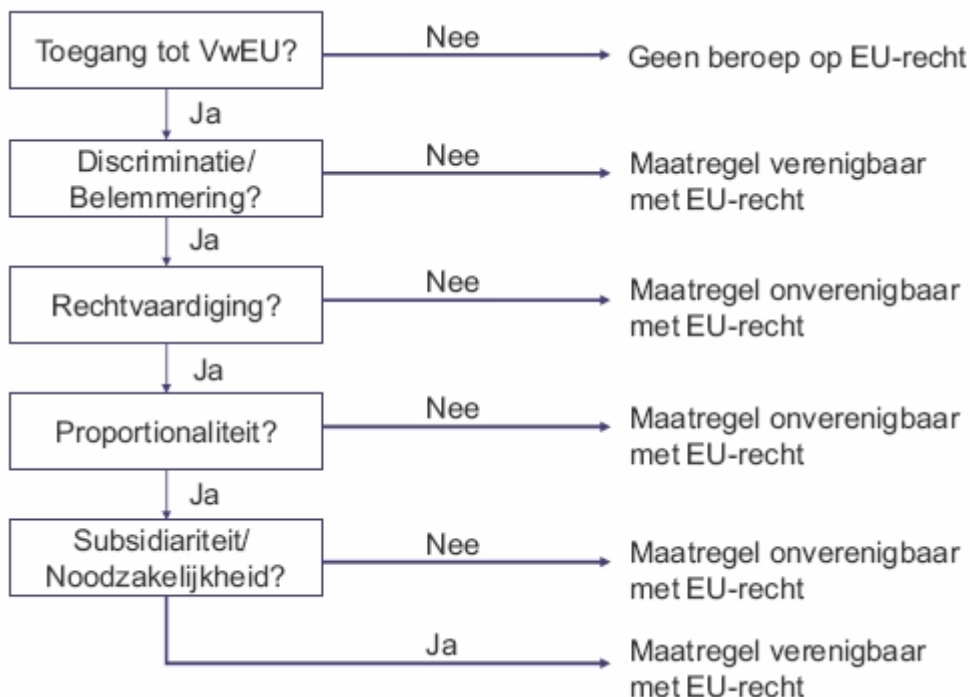 Toegang tot VwEU?
Nee
Geen beroep op EU-recht
Ja
Discriminatie/
Belemmering?
Nee
Maatregel verenigbaar
met EU-recht
Ja
Rechtvaardiging?
Nee
Maatregel onverenigbaar
met EU-recht
Ja
Proportionaliteit?
Nee
Maatregel onverenigbaar
met EU-recht
Ja
Subsidiariteit/
Noodzakelijkheid?
Nee
Maatregel onverenigbaar
met EU-recht
Ja
Maatregel verenigbaar
met EU-recht